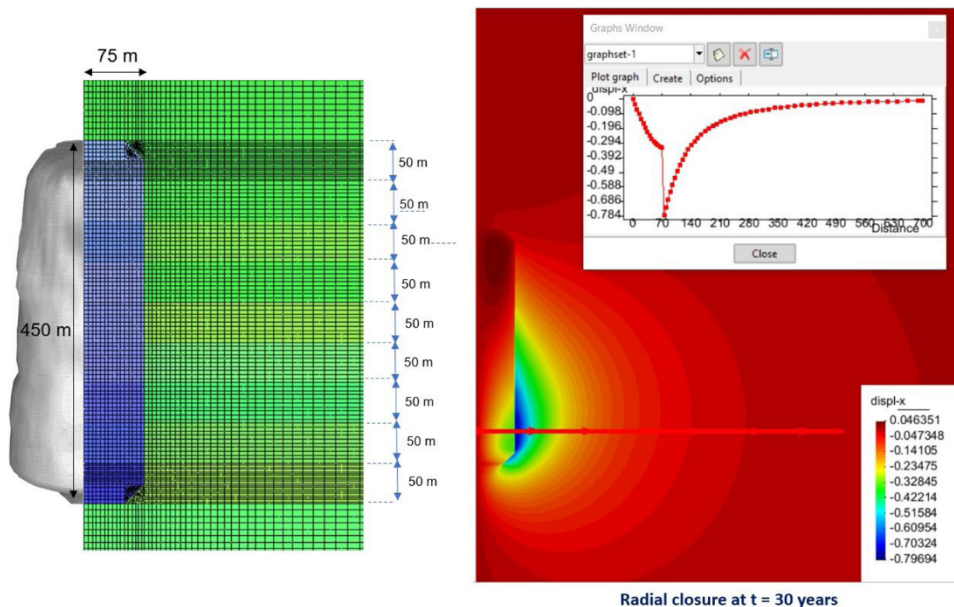 75 m
450 m
50 m
50 m
50 m
50 m
50 m
50 m
50 m
50 m
50 m
Graphs Window
graphset-1
Plot graph Create Options
displ-x
0
-0.098
-0.196
-0.294
-0.392
-0.49
-0.588
-0.686
-0.784
0 70 140 210 280 350 420 490 560 630 700
Distance
Close
displ-x
0.046351
-0.047348
-0.14105
-0.23475
-0.32845
-0.42214
-0.51584
-0.60954
-0.70324
-0.79694
Radial closure at t = 30 years